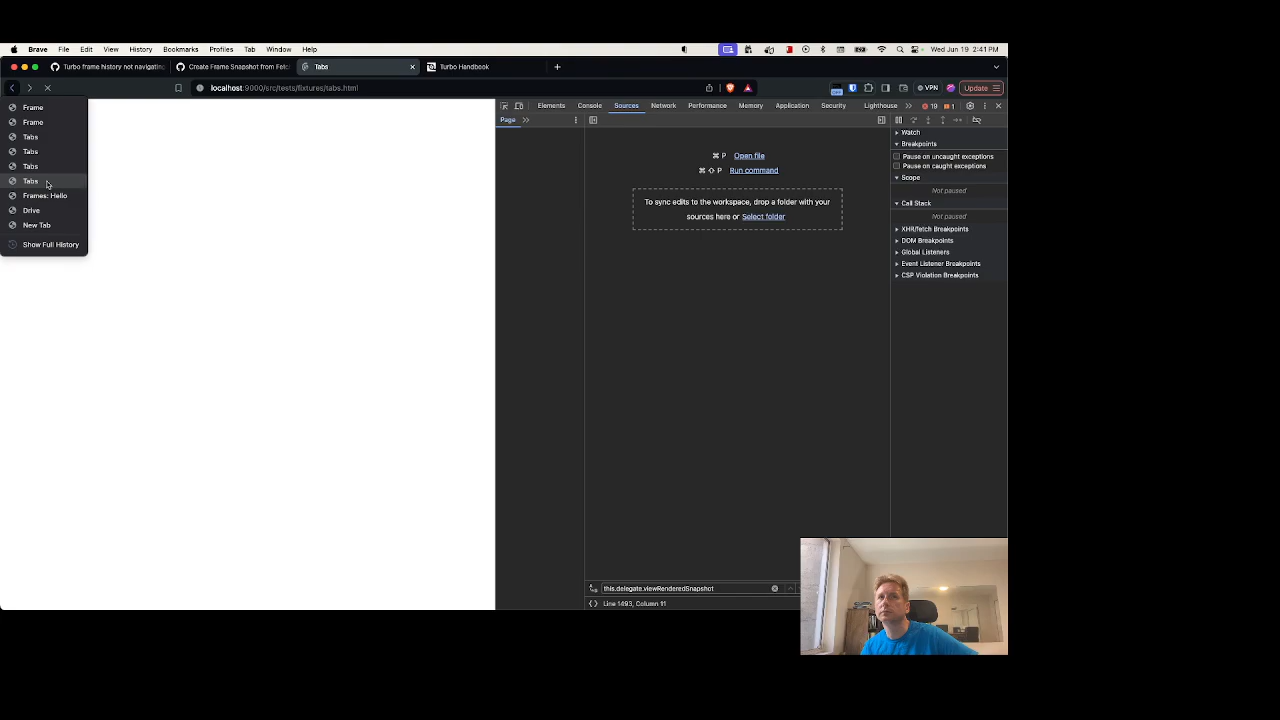 Brave File Edit View History Bookmarks Profiles Tab Window Help Wed Jun 19 2:41 PM
Turbo frame history not navigating Create Frame Snapshot from Fetc Tabs Turbo Handbook
localhost:9000/src/tests/fixtures/tabs.html VPN Update
Frame
Frame
Tabs
Tabs
Tabs
Tabs
Frames: Hello
Drive
New Tab
Show Full History
Elements Console Sources Network Performance Memory Application Security Lighthouse 19 1
Page
⌘ P Open file
⌘ ⇧ P Run command
To sync edits to the workspace, drop a folder with your
sources here or Select folder
Watch
Breakpoints
Pause on uncaught exceptions
Pause on caught exceptions
Scope
Not paused
Call Stack
Not paused
XHR/fetch Breakpoints
DOM Breakpoints
Global Listeners
Event Listener Breakpoints
CSP Violation Breakpoints
this.delegate.viewRenderedSnapshot
Line 1493, Column 11